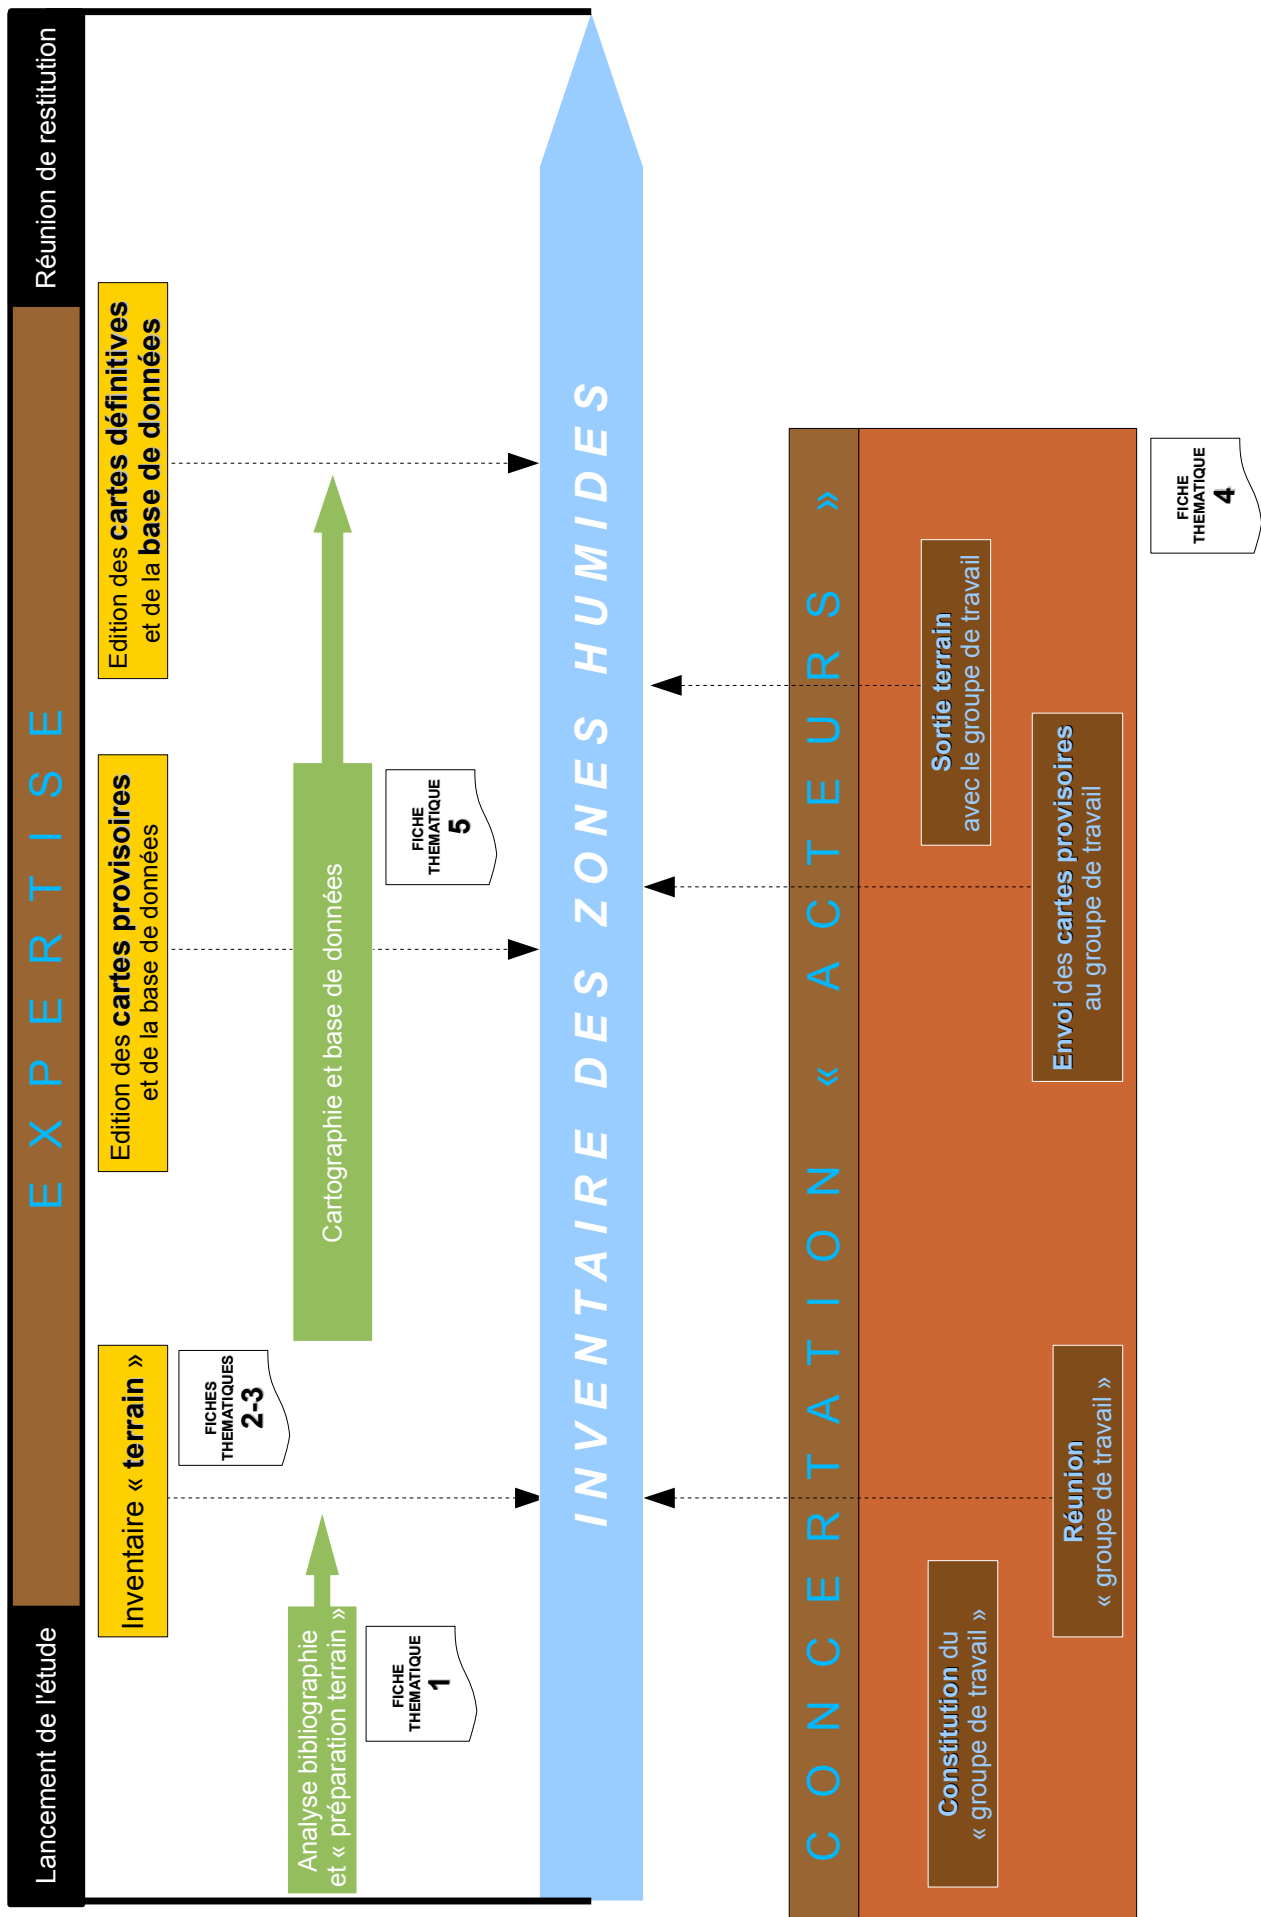 Lancement de l'étude
E X P E R T I S E
Réunion de restitution
Inventaire « terrain »
Edition des cartes provisoires
et de la base de données
Edition des cartes définitives
et de la base de données
FICHES
THEMATIQUES
2-3
Analyse bibliographie
et « préparation terrain »
Cartographie et base de données
FICHE
THEMATIQUE
1
FICHE
THEMATIQUE
5
INVENTAIRE DES ZONES HUMIDES
C O N C E R T A T I O N « A C T E U R S »
Constitution du
« groupe de travail »
Sortie terrain
avec le groupe de travail
Réunion
« groupe de travail »
Envoi des cartes provisoires
au groupe de travail
FICHE
THEMATIQUE
4